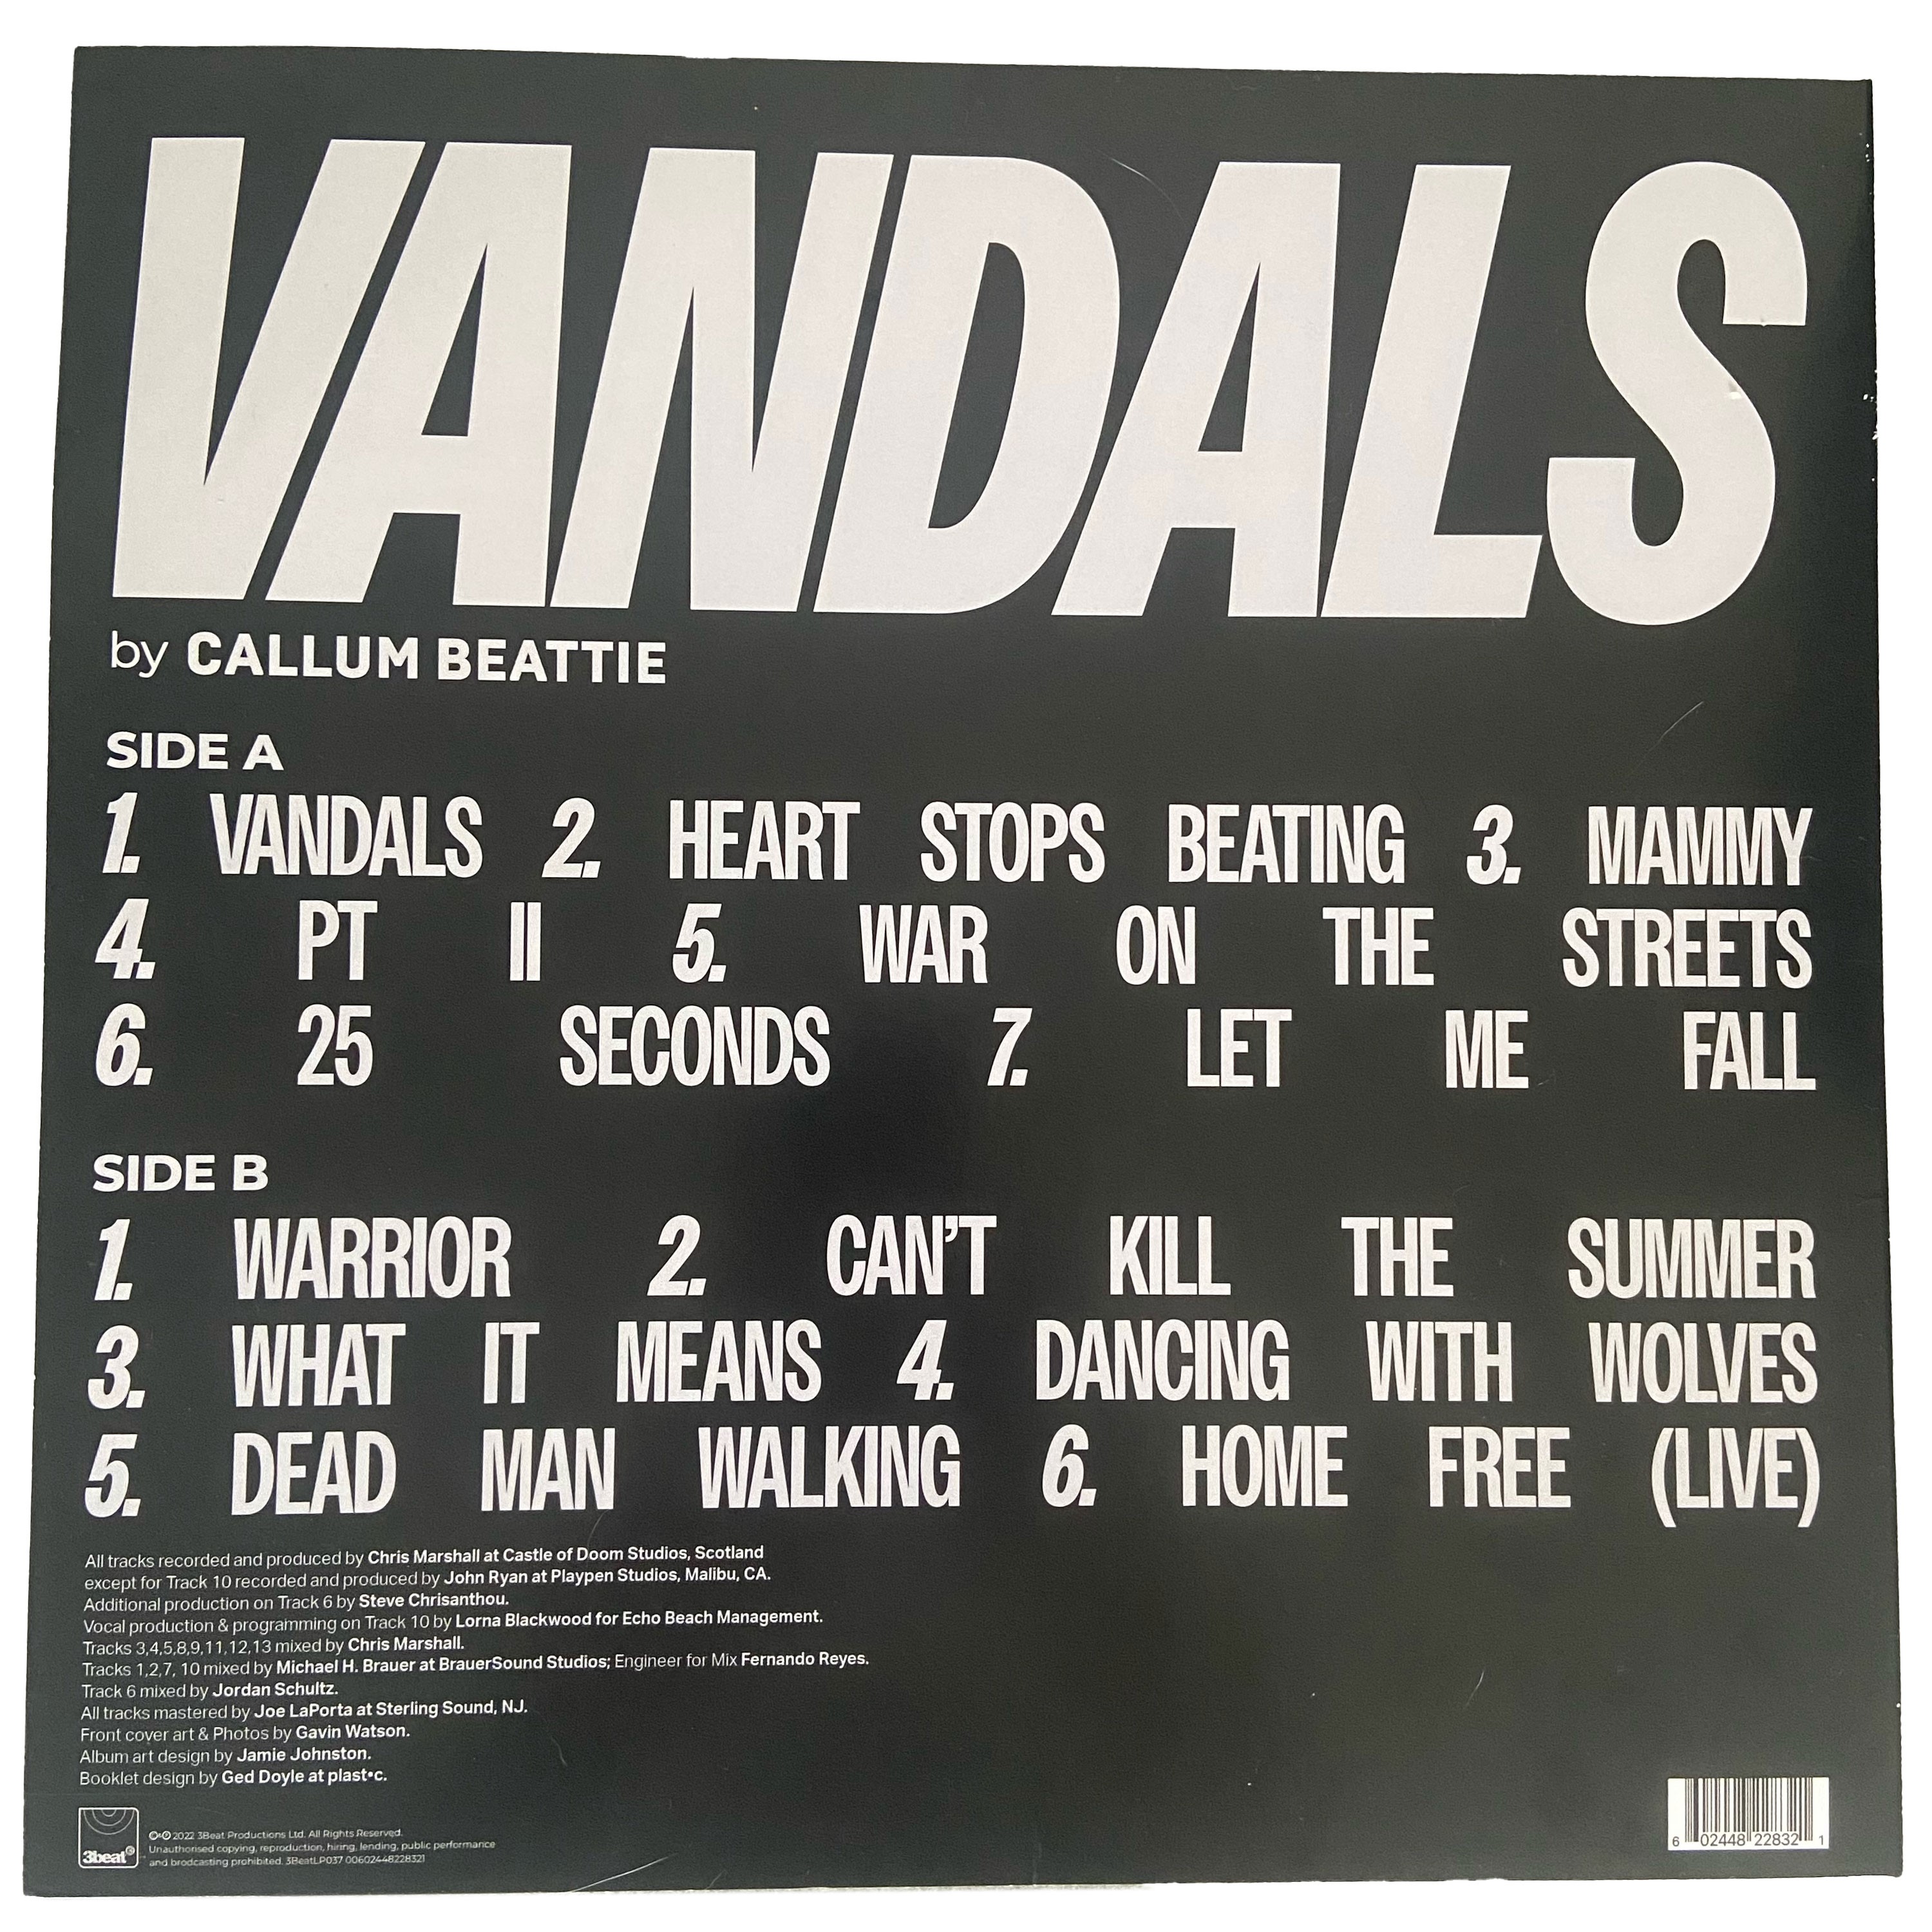 VANDALS
by CALLUM BEATTIE
SIDE A
1. VANDALS 2. HEART STOPS BEATING 3. MAMMY
4. PT II 5. WAR ON THE STREETS
6. 25 SECONDS 7. LET ME FALL
SIDE B
1. WARRIOR 2. CAN'T KILL THE SUMMER
3. WHAT IT MEANS 4. DANCING WITH WOLVES
5. DEAD MAN WALKING 6. HOME FREE (LIVE)
All tracks recorded and produced by Chris Marshall at Castle of Doom Studios, Scotland
except for Track 10 recorded and produced by John Ryan at Playpen Studios, Malibu, CA.
Additional production on Track 6 by Steve Chrisanthou.
Vocal production & programming on Track 10 by Lorna Blackwood for Echo Beach Management.
Tracks 3,4,5,8,9,11,12,13 mixed by Chris Marshall.
Tracks 1,2,7, 10 mixed by Michael H. Brauer at BrauerSound Studios; Engineer for Mix Fernando Reyes.
Track 6 mixed by Jordan Schultz.
All tracks mastered by Joe LaPorta at Sterling Sound, NJ.
Front cover art & Photos by Gavin Watson.
Album art design by Jamie Johnston.
Booklet design by Ged Doyle at plast•c.
3beat®
℗©2022 3Beat Productions Ltd. All Rights Reserved.
Unauthorised copying, reproduction, hiring, lending, public performance
and brodcasting prohibited. 3BeatLP037 00602448228321
6 02448 22832 1